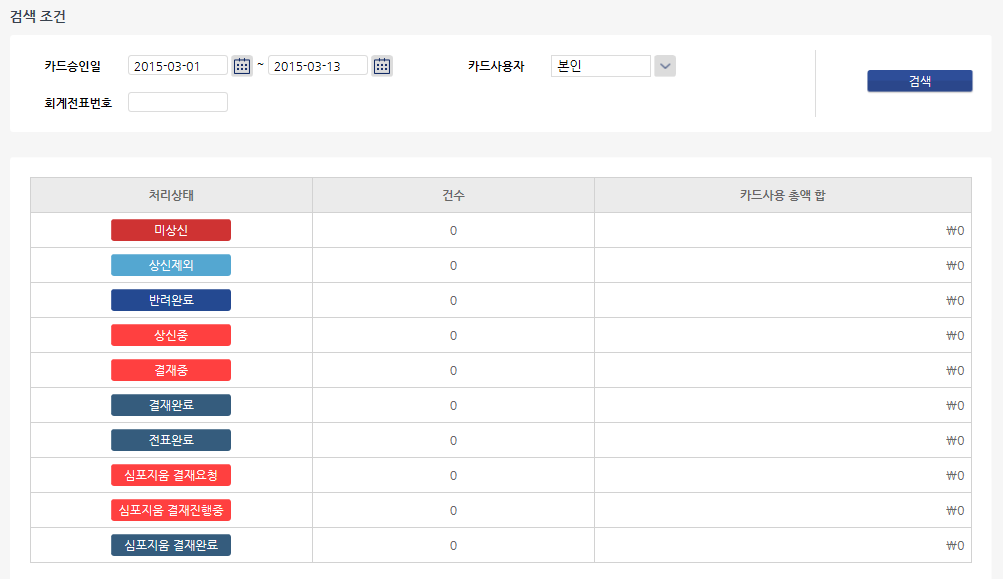 검색 조건
카드승인일 2015-03-01 ~ 2015-03-13 카드사용자 본인 검색
회계전표번호
처리상태 건수 카드사용 총액 합
미상신 0 ₩0
상신제외 0 ₩0
반려완료 0 ₩0
상신중 0 ₩0
결재중 0 ₩0
결재완료 0 ₩0
전표완료 0 ₩0
심포지움 결재요청 0 ₩0
심포지움 결재진행중 0 ₩0
심포지움 결재완료 0 ₩0